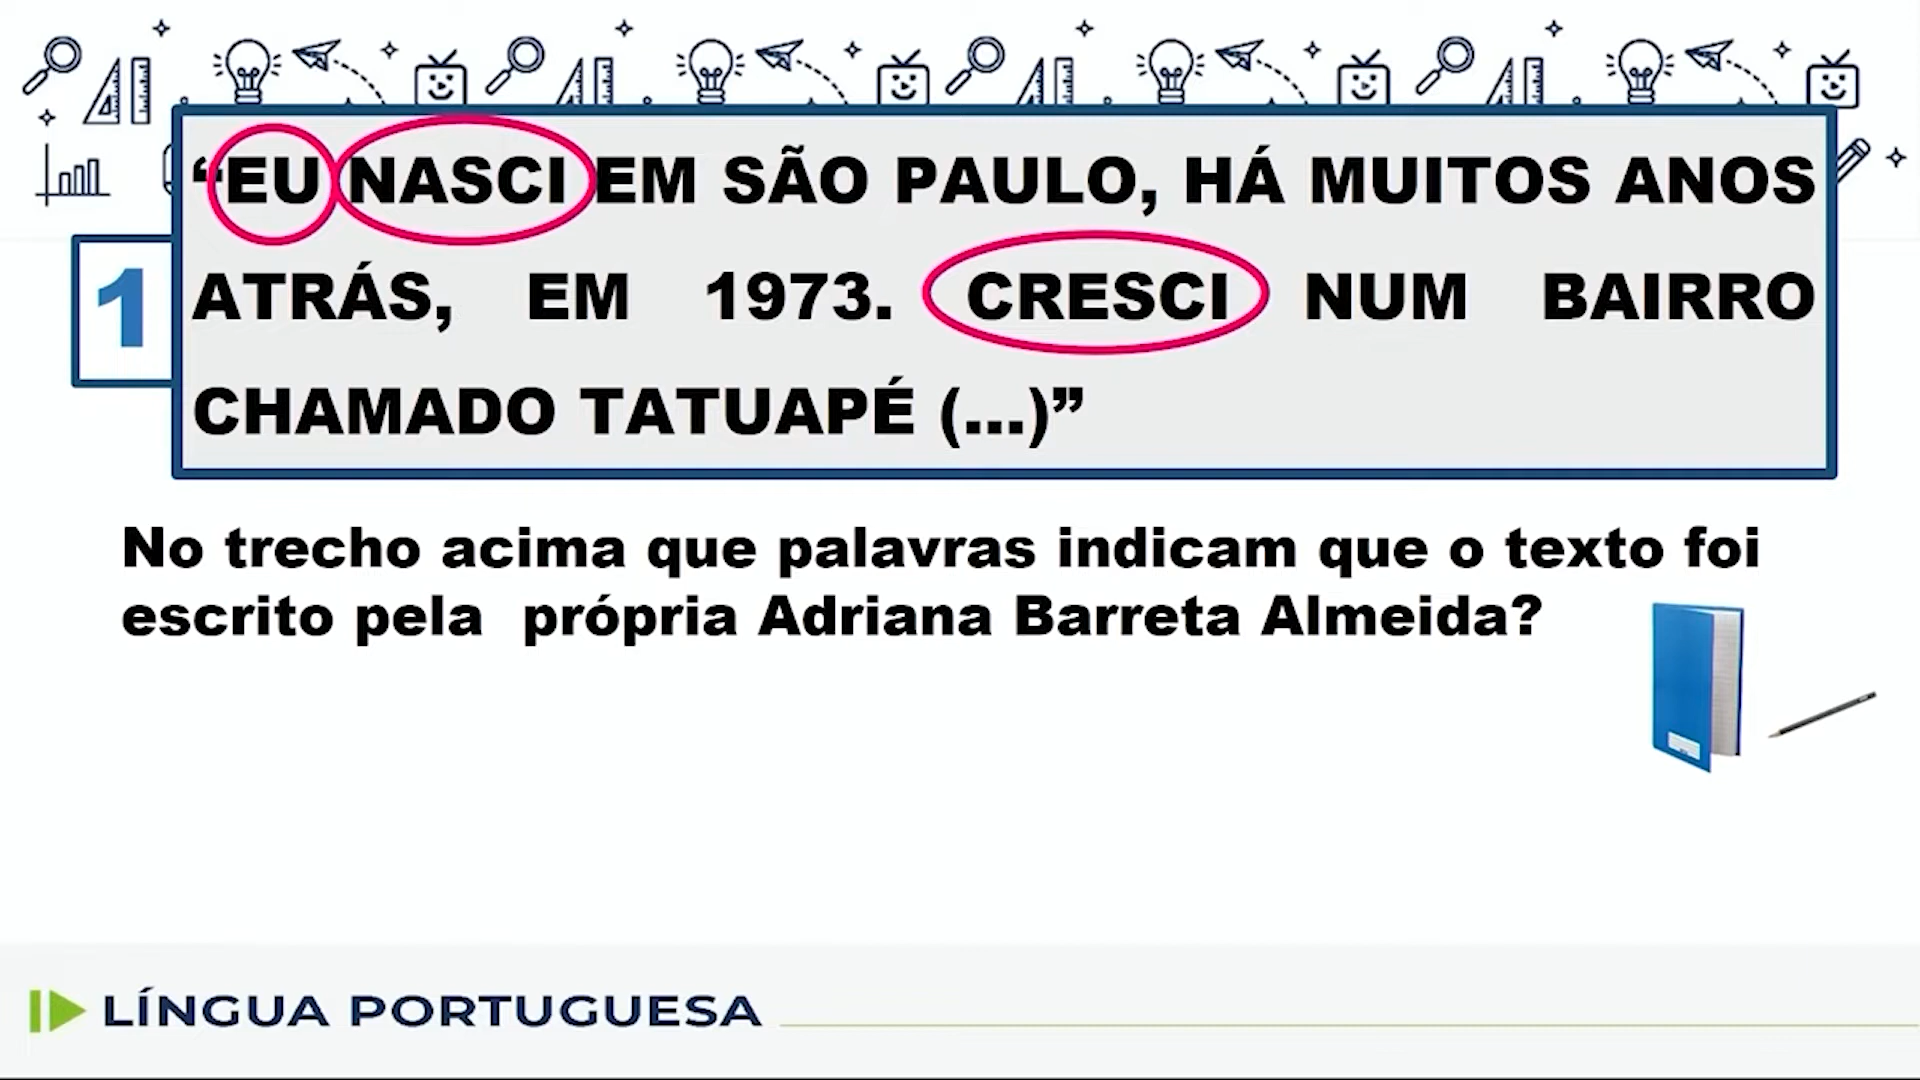 “EU NASCI EM SÃO PAULO, HÁ MUITOS ANOS
ATRÁS, EM 1973. CRESCI NUM BAIRRO
CHAMADO TATUAPÉ (...)”
1
No trecho acima que palavras indicam que o texto foi
escrito pela própria Adriana Barreta Almeida?
LÍNGUA PORTUGUESA